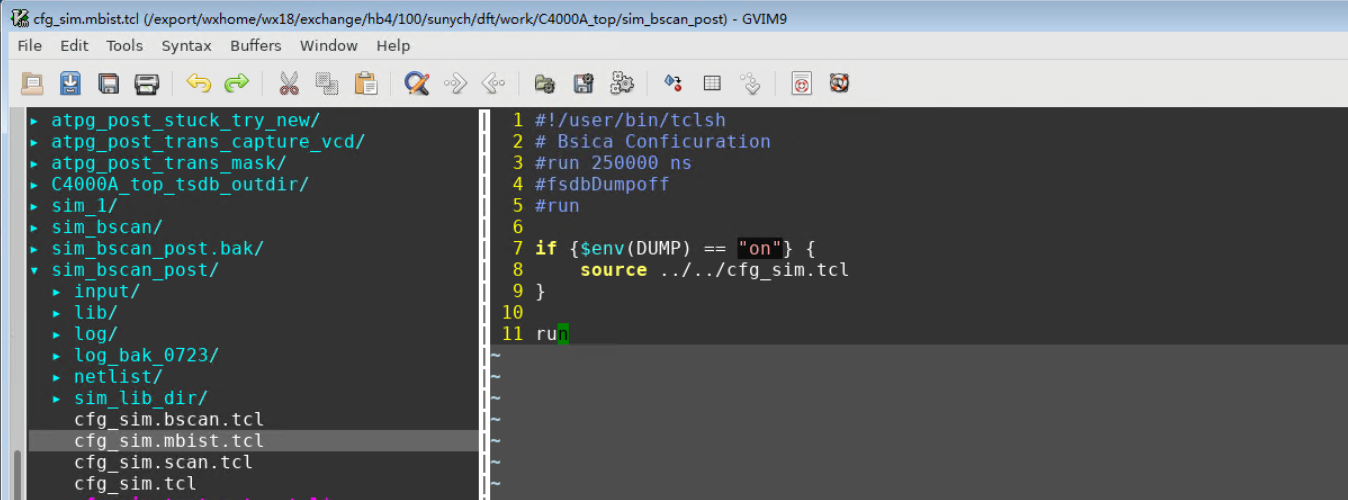 cfg_sim.mbist.tcl (/export/wxhome/wx18/exchange/hb4/100/sunych/dft/work/C4000A_top/sim_bscan_post) - GVIM9
File Edit Tools Syntax Buffers Window Help
▸ atpg_post_stuck_try_new/
▸ atpg_post_trans_capture_vcd/
▸ atpg_post_trans_mask/
▸ C4000A_top_tsdb_outdir/
▸ sim_1/
▸ sim_bscan/
▸ sim_bscan_post.bak/
▾ sim_bscan_post/
▸ input/
▸ lib/
▸ log/
▸ log_bak_0723/
▸ netlist/
▸ sim_lib_dir/
cfg_sim.bscan.tcl
cfg_sim.mbist.tcl
cfg_sim.scan.tcl
cfg_sim.tcl
1 #!/user/bin/tclsh
2 # Bsica Conficuration
3 #run 250000 ns
4 #fsdbDumpoff
5 #run
6
7 if {$env(DUMP) == "on"} {
8     source ../../cfg_sim.tcl
9 }
10
11 run
~
~
~
~
~
~
~